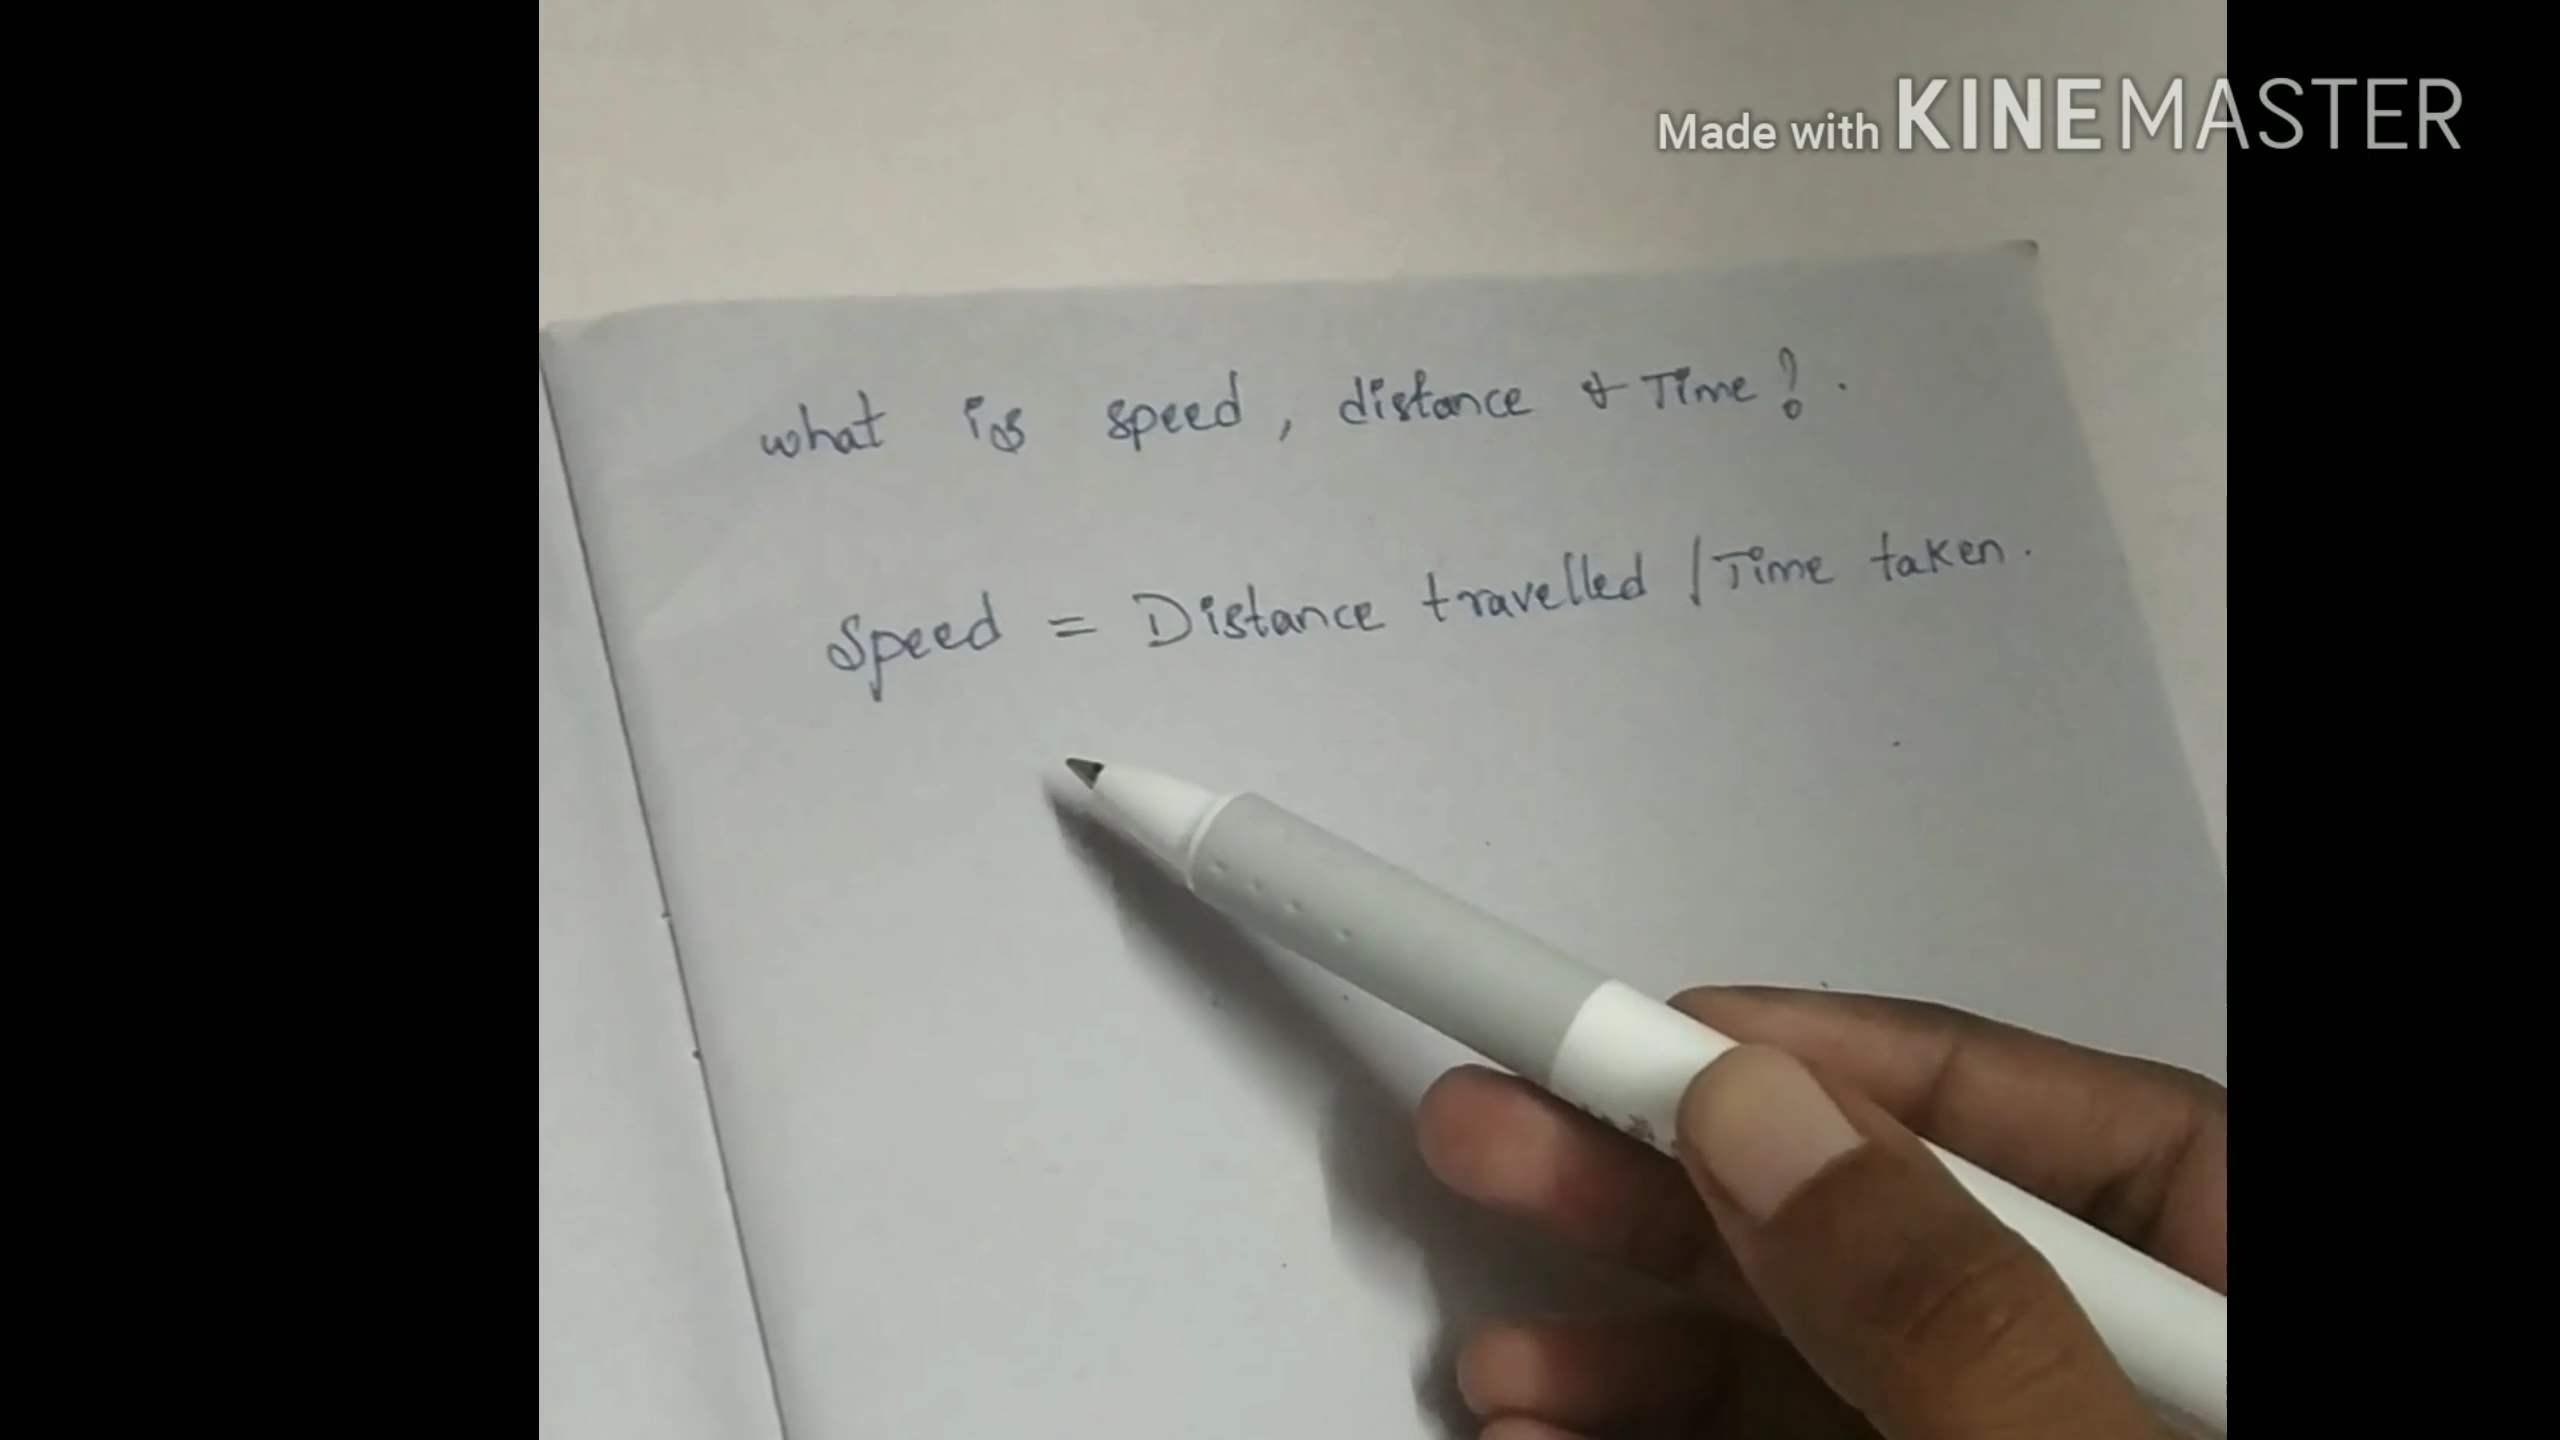 Made with KINEMASTER
what is speed, distance & Time? .
Speed = Distance travelled / Time taken.